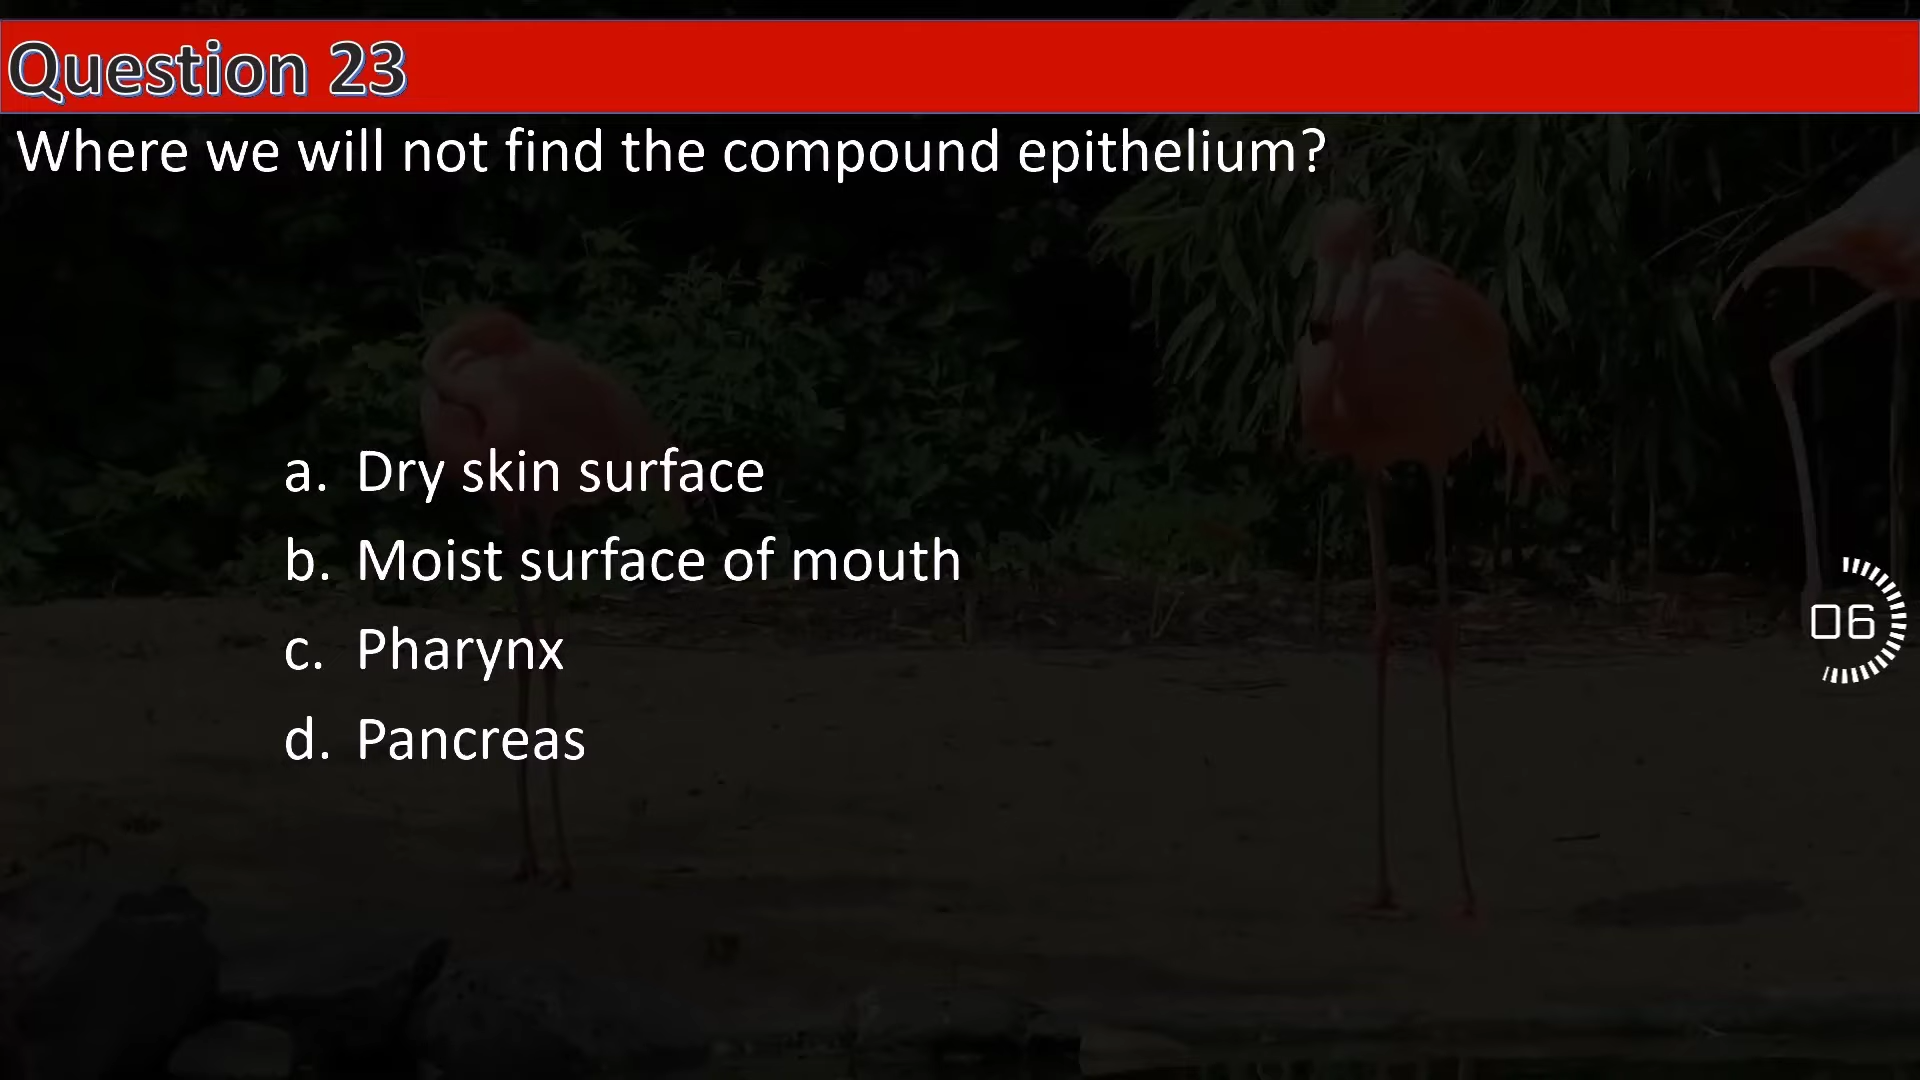 Question 23
Where we will not find the compound epithelium?
a. Dry skin surface
b. Moist surface of mouth
c. Pharynx
d. Pancreas
06